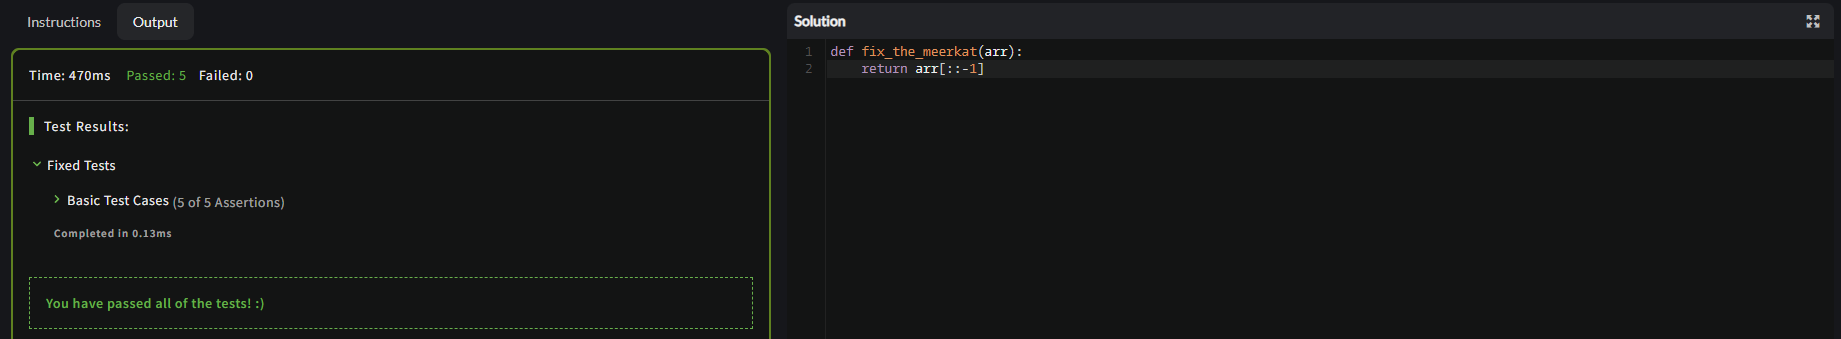 Instructions
Output
Time: 470ms Passed: 5 Failed: 0
Test Results:
Fixed Tests
Basic Test Cases (5 of 5 Assertions)
Completed in 0.13ms
You have passed all of the tests! :)
Solution
1 def fix_the_meerkat(arr):
2     return arr[::-1]